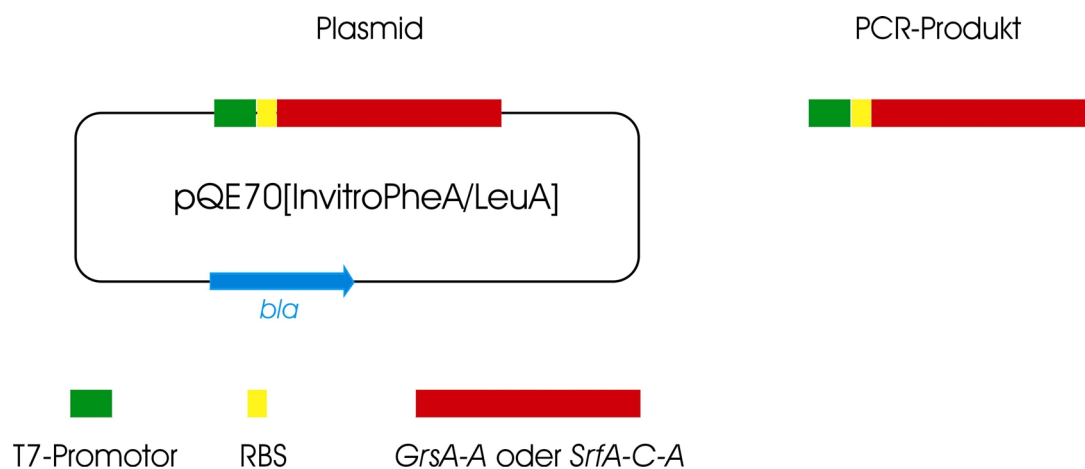 Plasmid
PCR-Produkt
pQE70[InvitroPheA/LeuA]
bla
T7-Promotor
RBS
GrsA-A oder SrfA-C-A